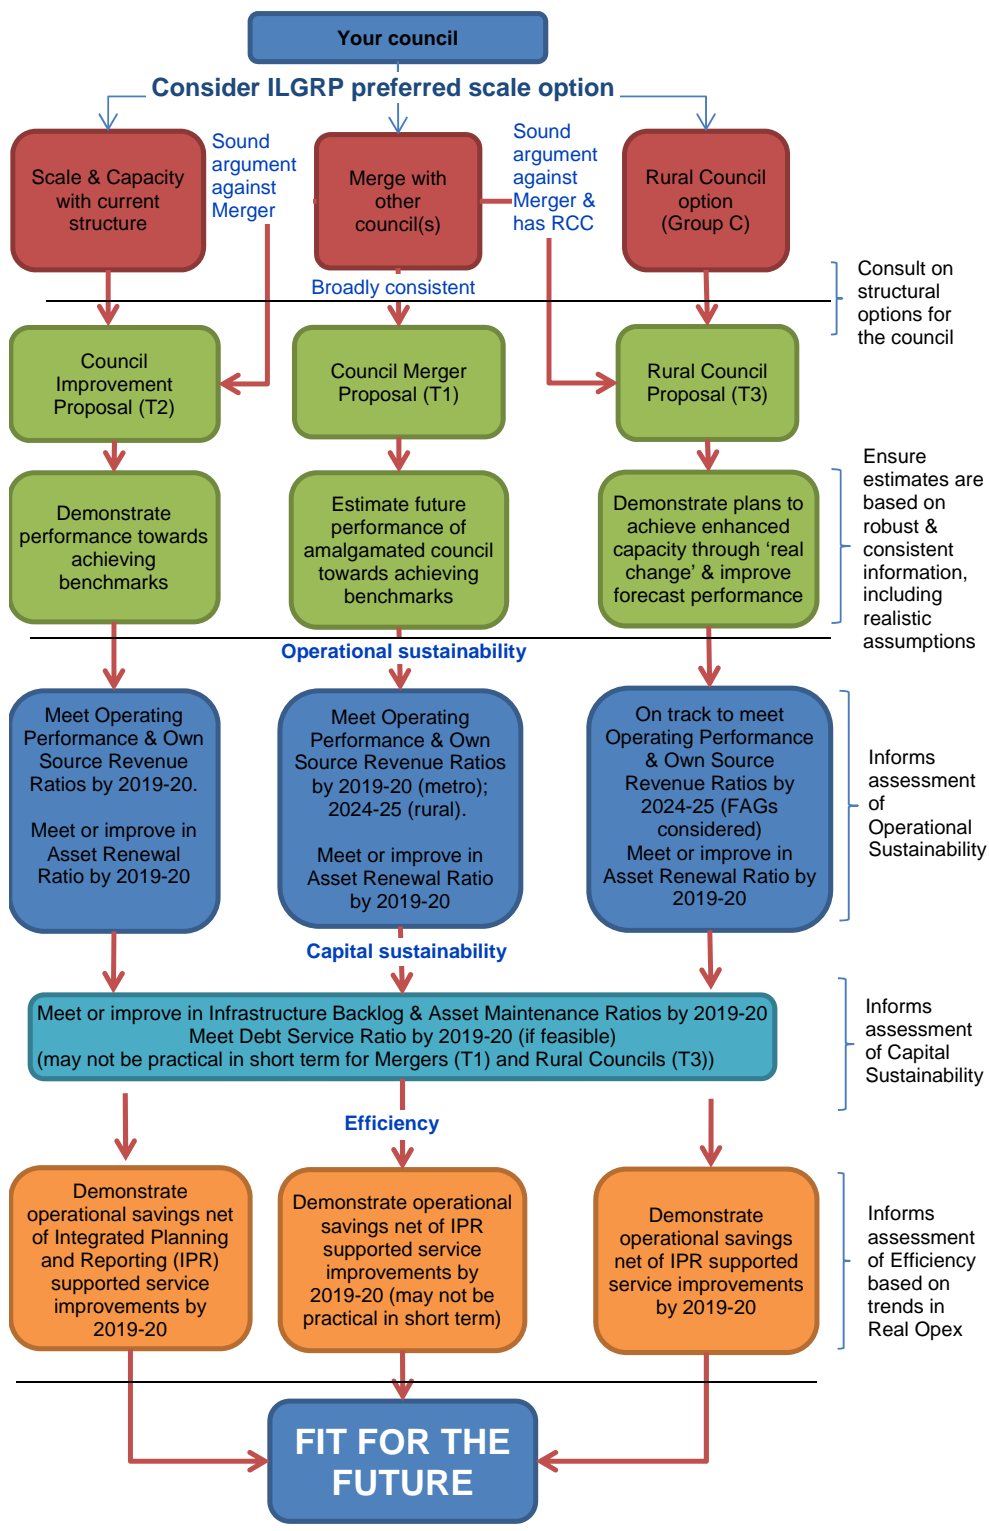 Your council
Consider ILGRP preferred scale option
Scale & Capacity
with current
structure
Sound
argument
against
Merger
Merge with
other
council(s)
Sound
argument
against
Merger &
has RCC
Rural Council
option
(Group C)
Broadly consistent
Consult on
structural
options for
the council
Council
Improvement
Proposal (T2)
Council Merger
Proposal (T1)
Rural Council
Proposal (T3)
Demonstrate
performance towards
achieving
benchmarks
Estimate future
performance of
amalgamated council
towards achieving
benchmarks
Demonstrate plans to
achieve enhanced
capacity through ‘real
change’ & improve
forecast performance
Ensure
estimates are
based on
robust &
consistent
information,
including
realistic
assumptions
Operational sustainability
Meet Operating
Performance & Own
Source Revenue
Ratios by 2019-20.
Meet or improve in
Asset Renewal
Ratio by 2019-20
Meet Operating
Performance & Own
Source Revenue Ratios
by 2019-20 (metro);
2024-25 (rural).
Meet or improve in
Asset Renewal Ratio
by 2019-20
On track to meet
Operating Performance
& Own Source
Revenue Ratios by
2024-25 (FAGs
considered)
Meet or improve in
Asset Renewal Ratio by
2019-20
Informs
assessment
of
Operational
Sustainability
Capital sustainability
Meet or improve in Infrastructure Backlog & Asset Maintenance Ratios by 2019-20
Meet Debt Service Ratio by 2019-20 (if feasible)
(may not be practical in short term for Mergers (T1) and Rural Councils (T3))
Informs
assessment
of Capital
Sustainability
Efficiency
Demonstrate
operational savings net
of Integrated Planning
and Reporting (IPR)
supported service
improvements by
2019-20
Demonstrate operational
savings net of IPR
supported service
improvements by
2019-20 (may not be
practical in short term)
Demonstrate
operational savings
net of IPR supported
service improvements
by 2019-20
Informs
assessment
of Efficiency
based on
trends in
Real Opex
FIT FOR THE
FUTURE